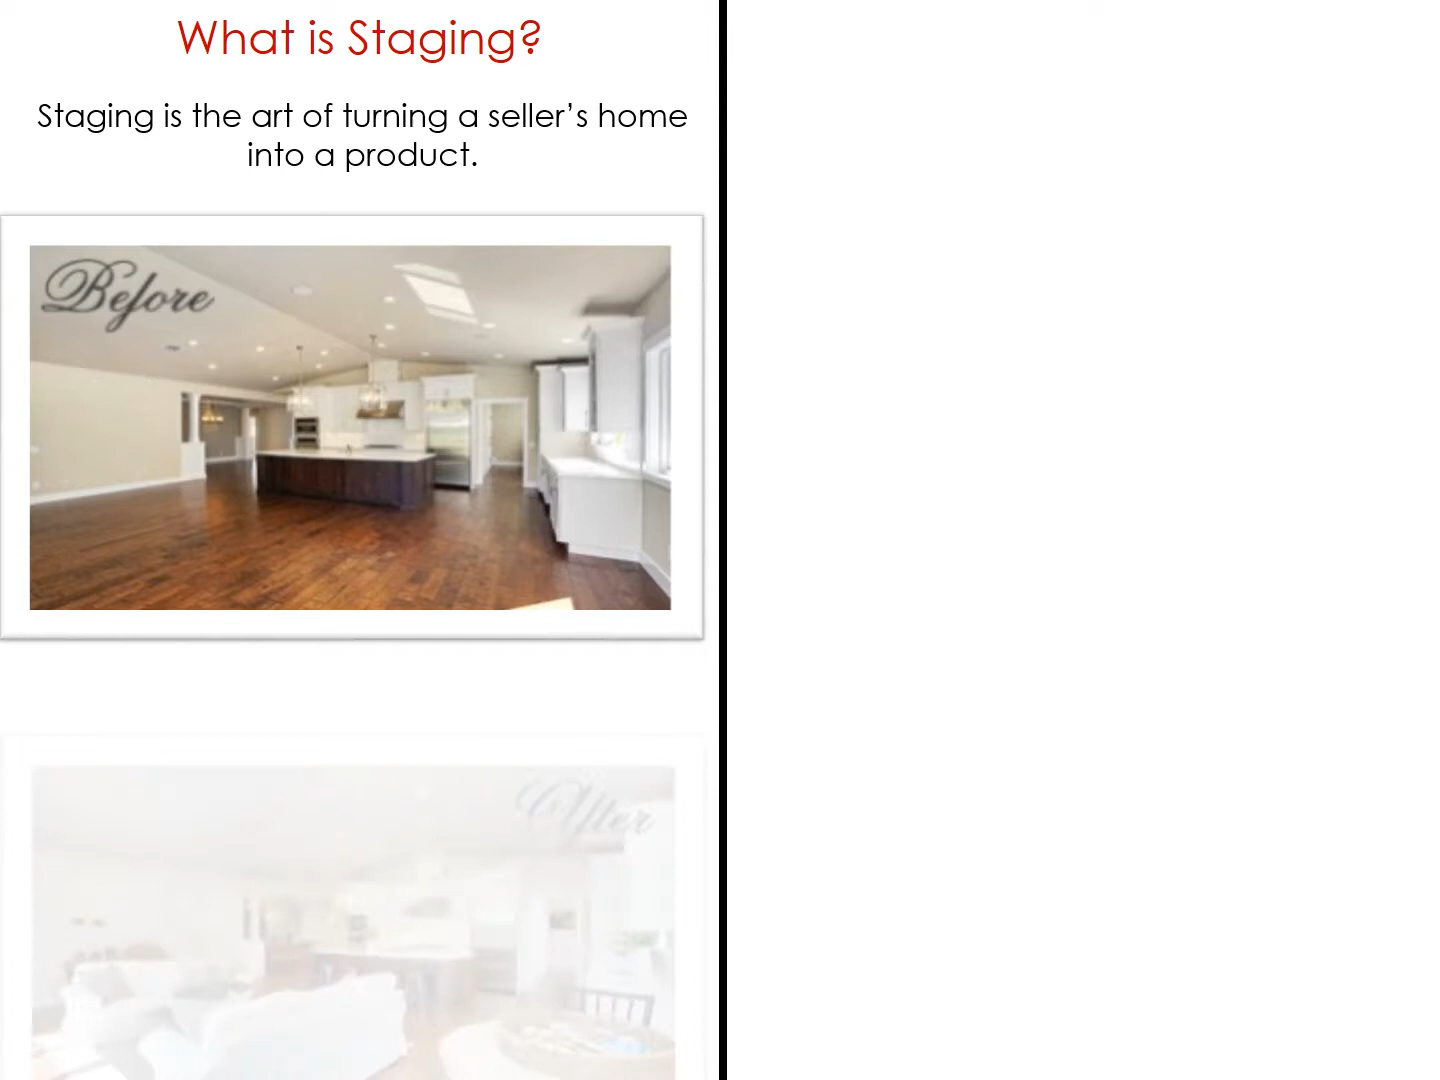 What is Staging?
Staging is the art of turning a seller’s home
into a product.
Before
After